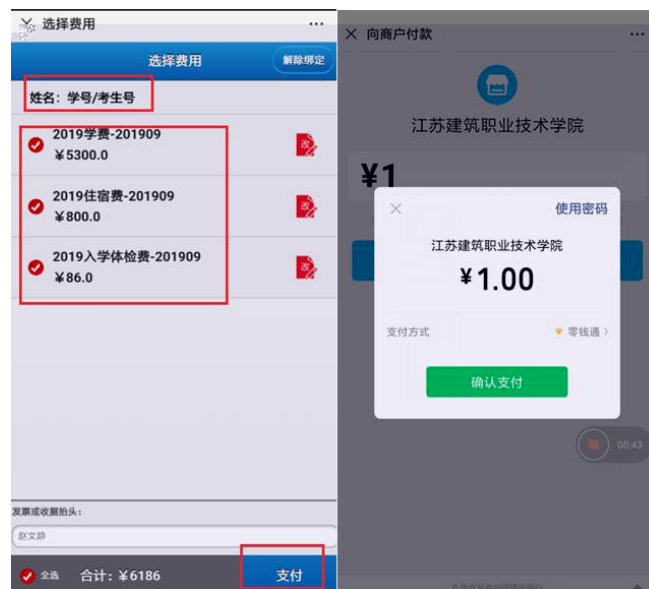 选择费用
选择费用
解除绑定
姓名: 学号/考生号
2019学费-201909
¥5300.0
改
2019住宿费-201909
¥800.0
改
2019入学体检费-201909
¥86.0
改
发票或收据抬头:
赵文静
全选
合计: ¥6186
支付
向商户付款
江苏建筑职业技术学院
¥1
使用密码
江苏建筑职业技术学院
¥1.00
支付方式
零钱通
确认支付
00:43